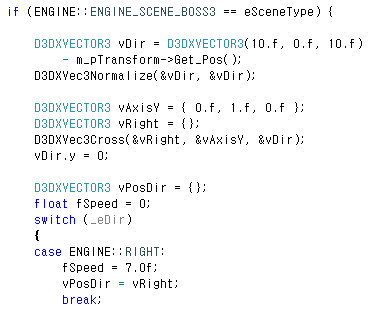 if (ENGINE::ENGINE_SCENE_BOSS3 == eSceneType) {
D3DXVECTOR3 vDir = D3DXVECTOR3(10.f, 0.f, 10.f)
- m_pTransform->Get_Pos();
D3DXVec3Normalize(&vDir, &vDir);
D3DXVECTOR3 vAxisY = { 0.f, 1.f, 0.f };
D3DXVECTOR3 vRight = {};
D3DXVec3Cross(&vRight, &vAxisY, &vDir);
vDir.y = 0;
D3DXVECTOR3 vPosDir = {};
float fSpeed = 0;
switch (_eDir)
{
case ENGINE::RIGHT:
fSpeed = 7.0f;
vPosDir = vRight;
break;